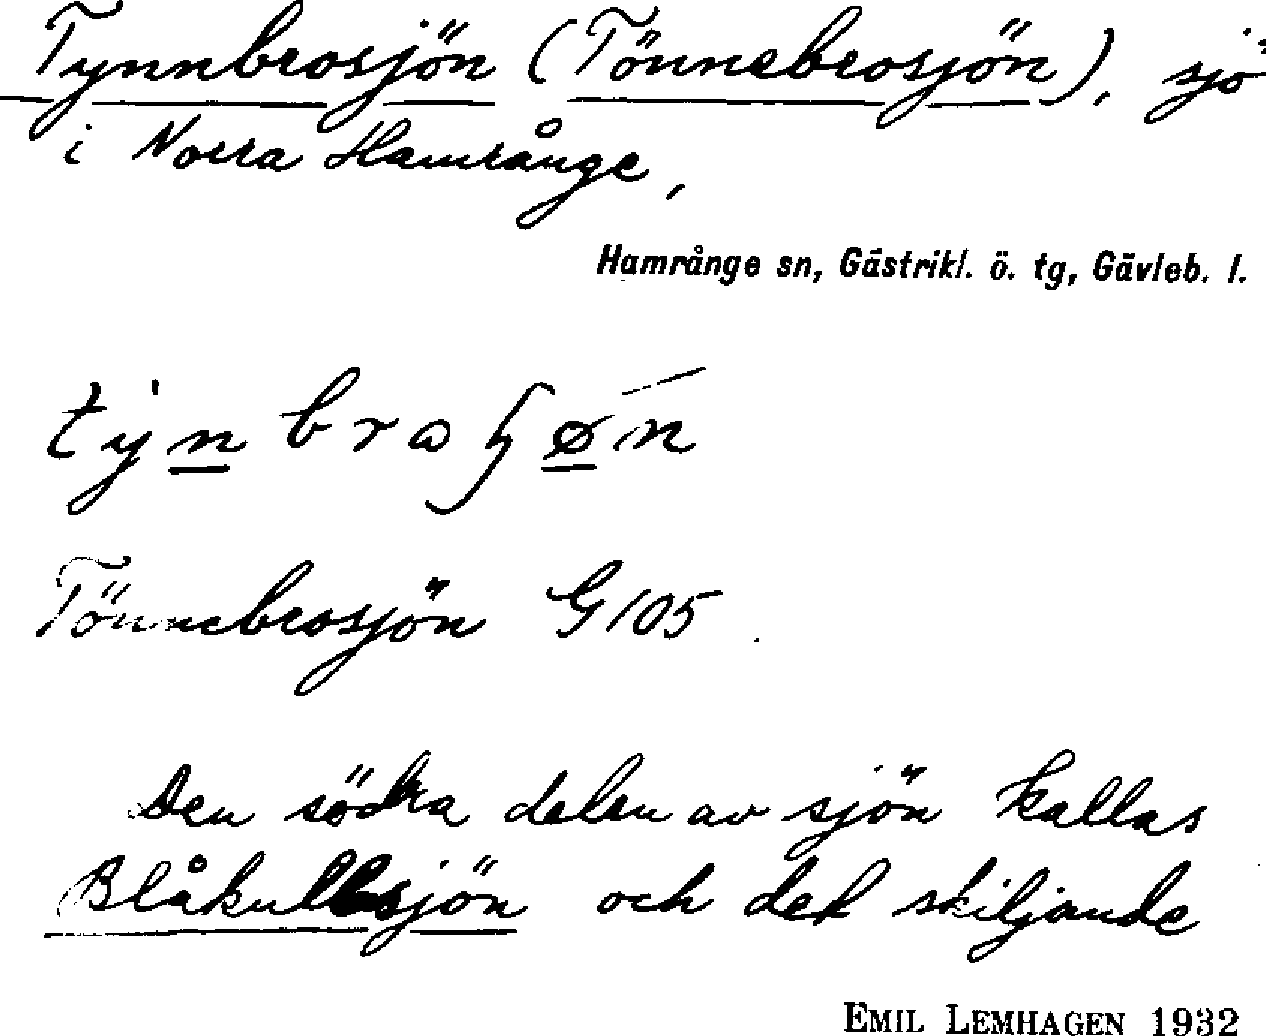 Tynnbrosjön (Tönnebrosjön), sjö
i Norra Hamrånge,
Hamrånge sn, Gästrikl. ö. tg, Gävleb. l.
Tönnebrosjön G105
Den södra delen av sjön kallas
Blåkullsjön och det skiljande
EMIL LEMHAGEN 1932